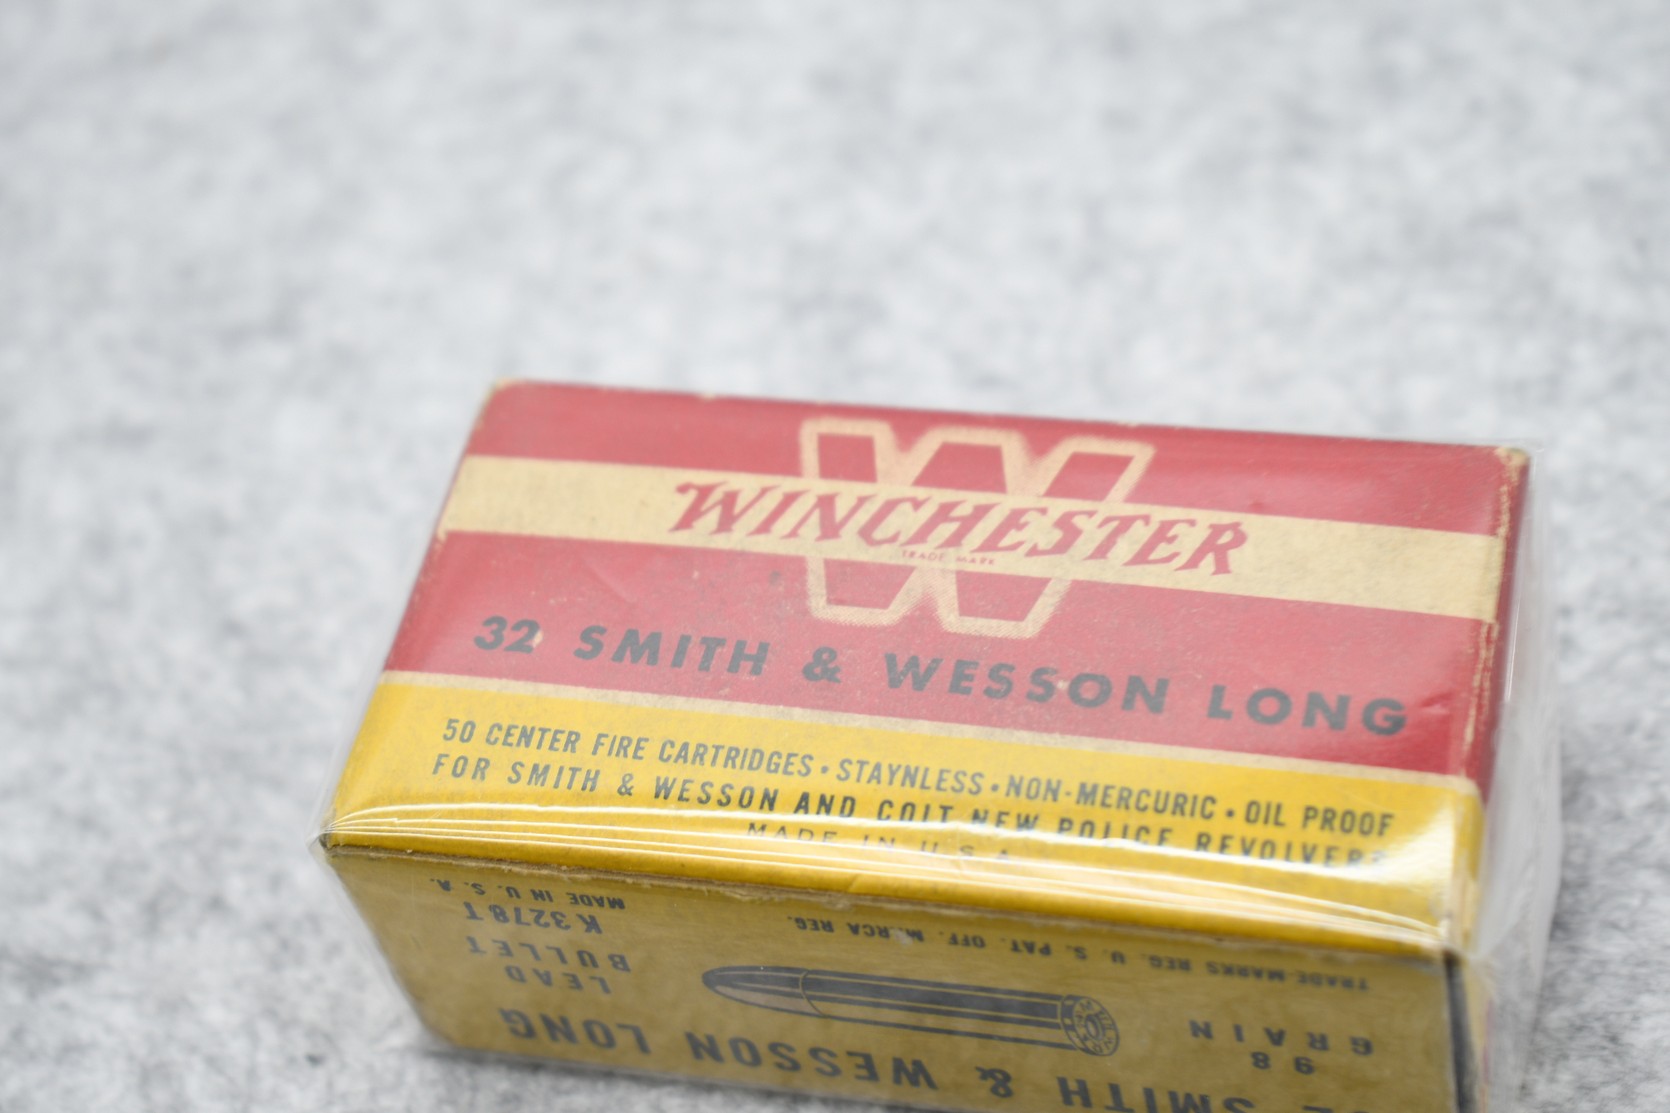 W
WINCHESTER
TRADE MARK
32 SMITH & WESSON LONG
50 CENTER FIRE CARTRIDGES • STAYNLESS • NON-MERCURIC • OIL PROOF
FOR SMITH & WESSON AND COLT NEW POLICE REVOLVERS
MADE IN U.S.A.
SMITH & WESSON LONG
98
GRAIN
LEAD
BULLET
K3278T
MADE IN U.S.A.
TRADE MARKS REG. U. S. PAT. OFF. MARCA REG.